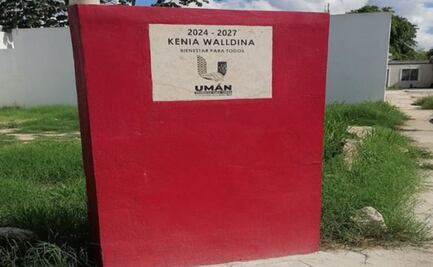 2024 - 2027
KENIA WALLDINA
BIENESTAR PARA TODOS
UMÁN